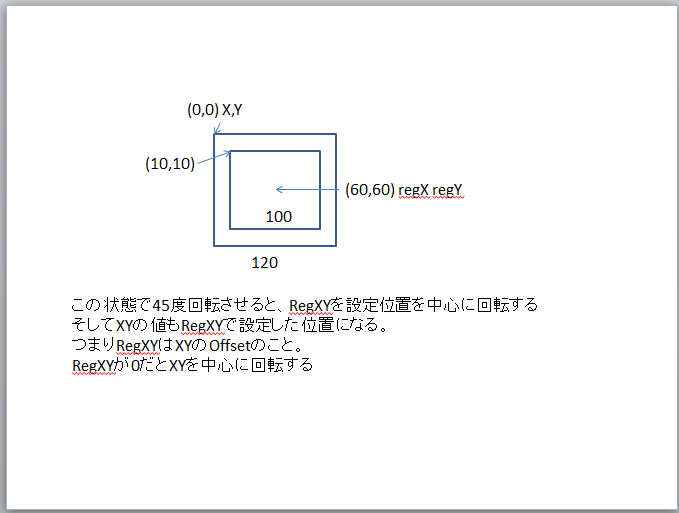 (0,0) X,Y
(10,10)
(60,60) regX regY
100
120
この状態で45度回転させると、RegXYを設定位置を中心に回転する
そしてXYの値もRegXYで設定した位置になる。
つまりRegXYはXYのOffsetのこと。
RegXYが0だとXYを中心に回転する